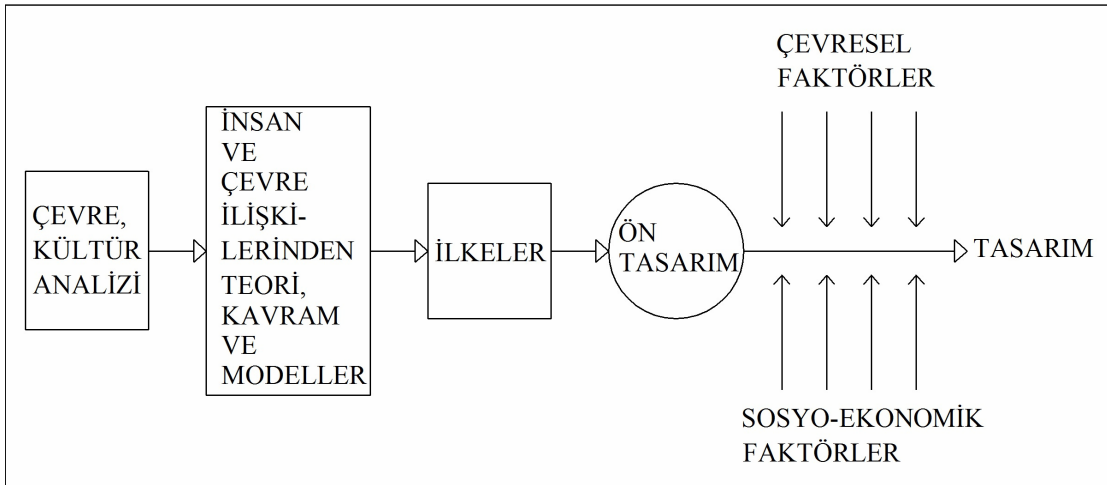 ÇEVRE,
KÜLTÜR
ANALİZİ
İNSAN
VE
ÇEVRE
İLİŞKİ-
LERİNDEN
TEORİ,
KAVRAM
VE
MODELLER
İLKELER
ÖN
TASARIM
ÇEVRESEL
FAKTÖRLER
SOSYO-EKONOMİK
FAKTÖRLER
TASARIM